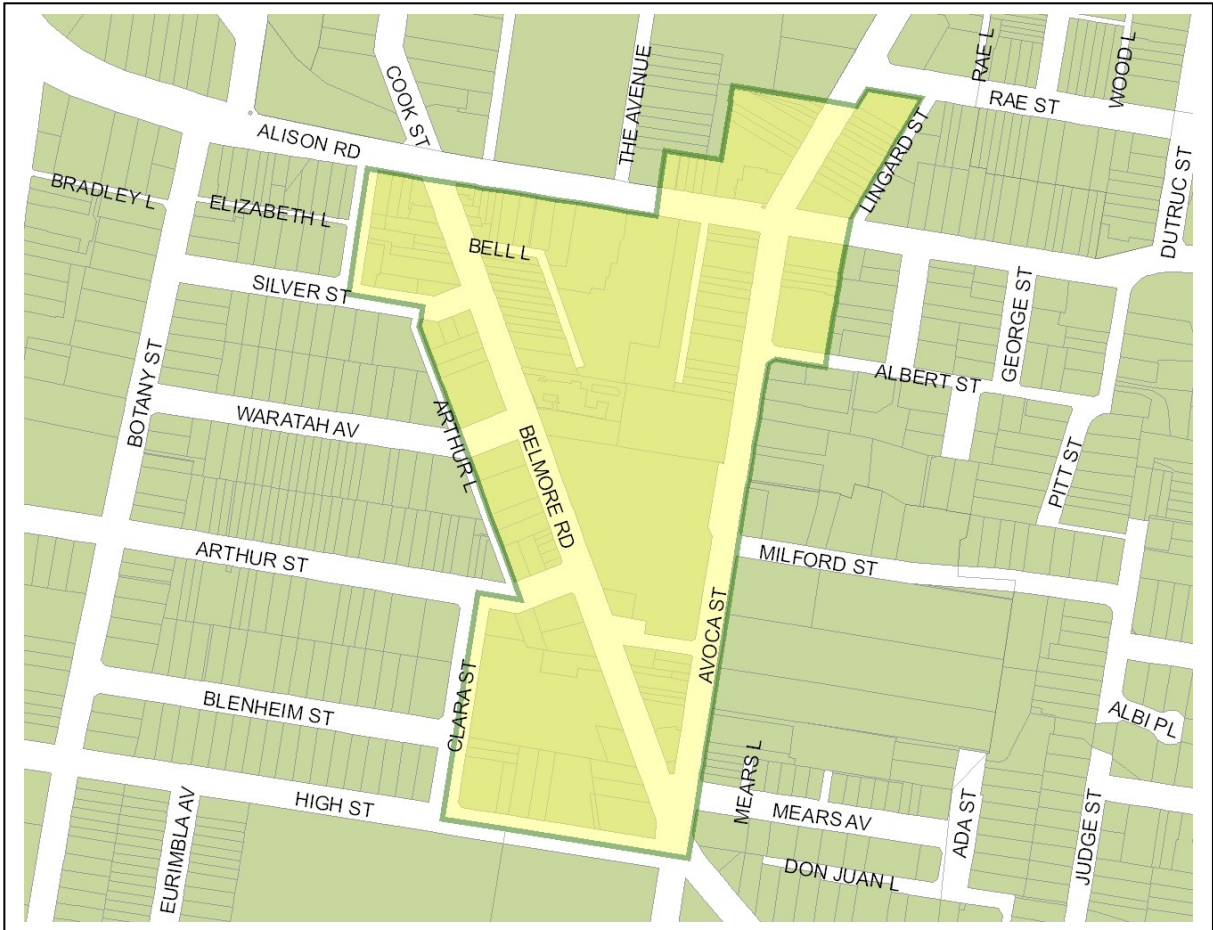 RAE L
WOOD L
THE AVENUE
COOK ST
RAE ST
ALISON RD
LINGARD ST
BRADLEY L
ELIZABETH L
DUTRUC ST
BELL L
SILVER ST
GEORGE ST
ALBERT ST
BOTANY ST
WARATAH AV
ARTHUR L
BELMORE RD
PITT ST
ARTHUR ST
MILFORD ST
AVOCA ST
CLARA ST
BLENHEIM ST
ALBI PL
MEARS L
HIGH ST
MEARS AV
ADA ST
JUDGE ST
EURIMBLA AV
DON JUAN L